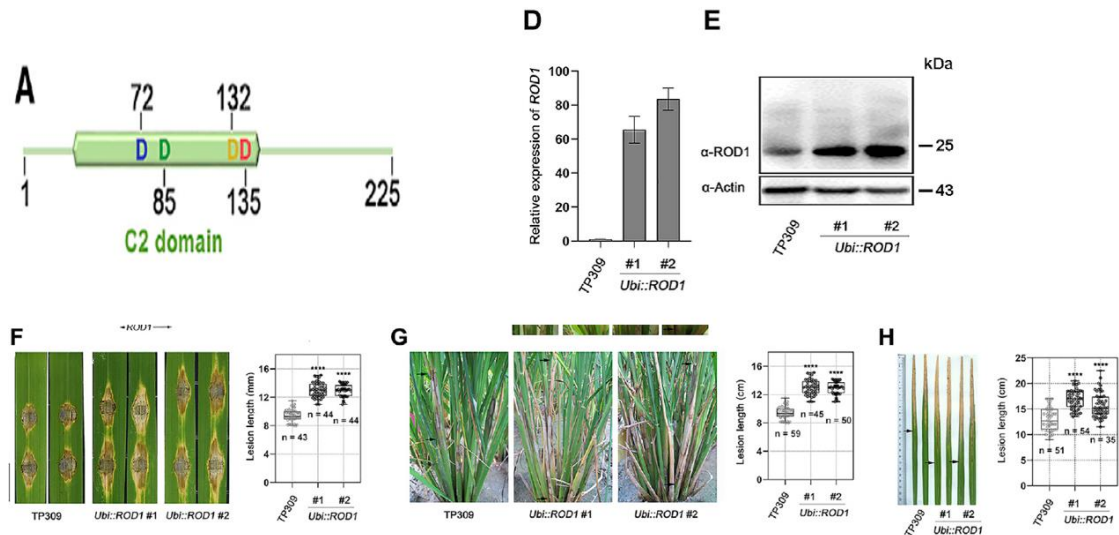 A
72
132
D D D D
1
85
135
225
C2 domain
D
Relative expression of ROD1
100
80
60
40
20
0
TP309
#1 #2
Ubi::ROD1
E
kDa
α-ROD1
25
α-Actin
43
TP309
#1 #2
Ubi::ROD1
F
ROD1
TP309
Ubi::ROD1 #1
Ubi::ROD1 #2
Lesion length (mm)
20
16
12
8
4
0
****
****
n = 43
n = 44
n = 44
TP309
#1 #2
Ubi::ROD1
G
TP309
Ubi::ROD1 #1
Ubi::ROD1 #2
Lesion length (cm)
16
12
8
4
0
****
****
n = 59
n =45
n = 50
TP309
#1 #2
Ubi::ROD1
H
TP309
#1 #2
Ubi::ROD1
Lesion length (cm)
25
20
15
10
5
0
****
****
n = 51
n = 54
n = 35
TP309
#1 #2
Ubi::ROD1